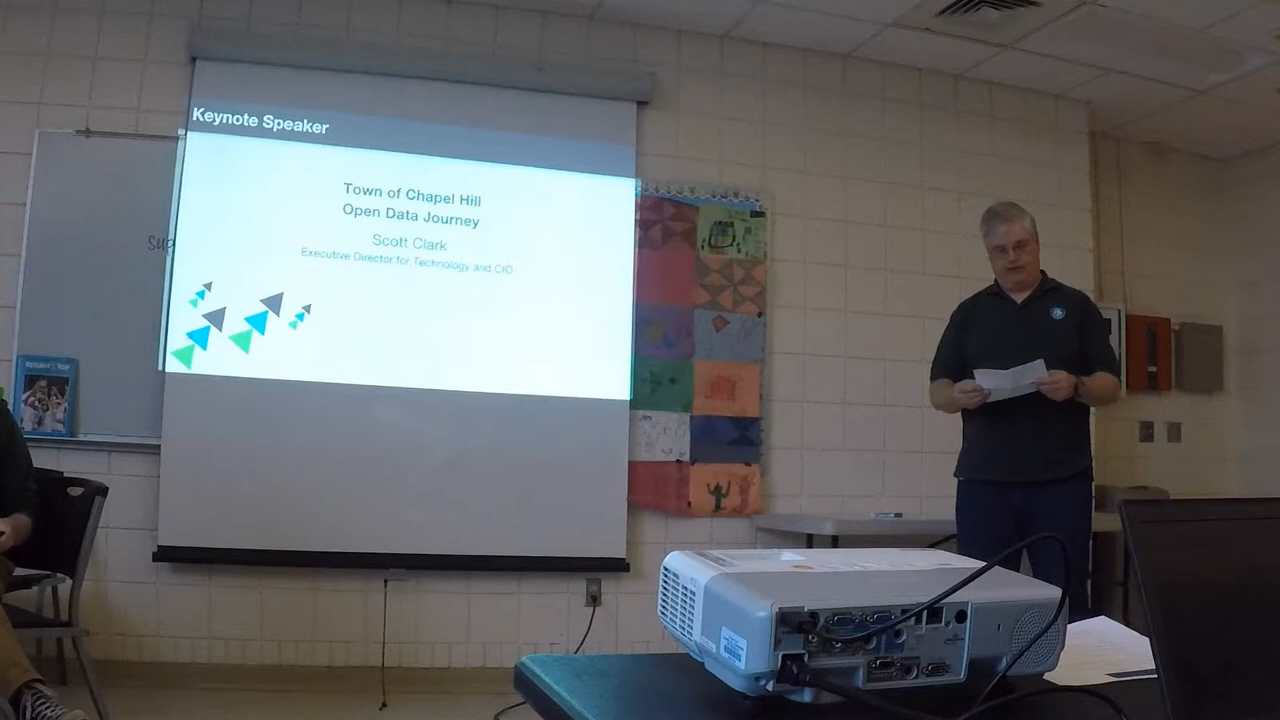 Keynote Speaker
Town of Chapel Hill
Open Data Journey
Scott Clark
Executive Director for Technology and CIO